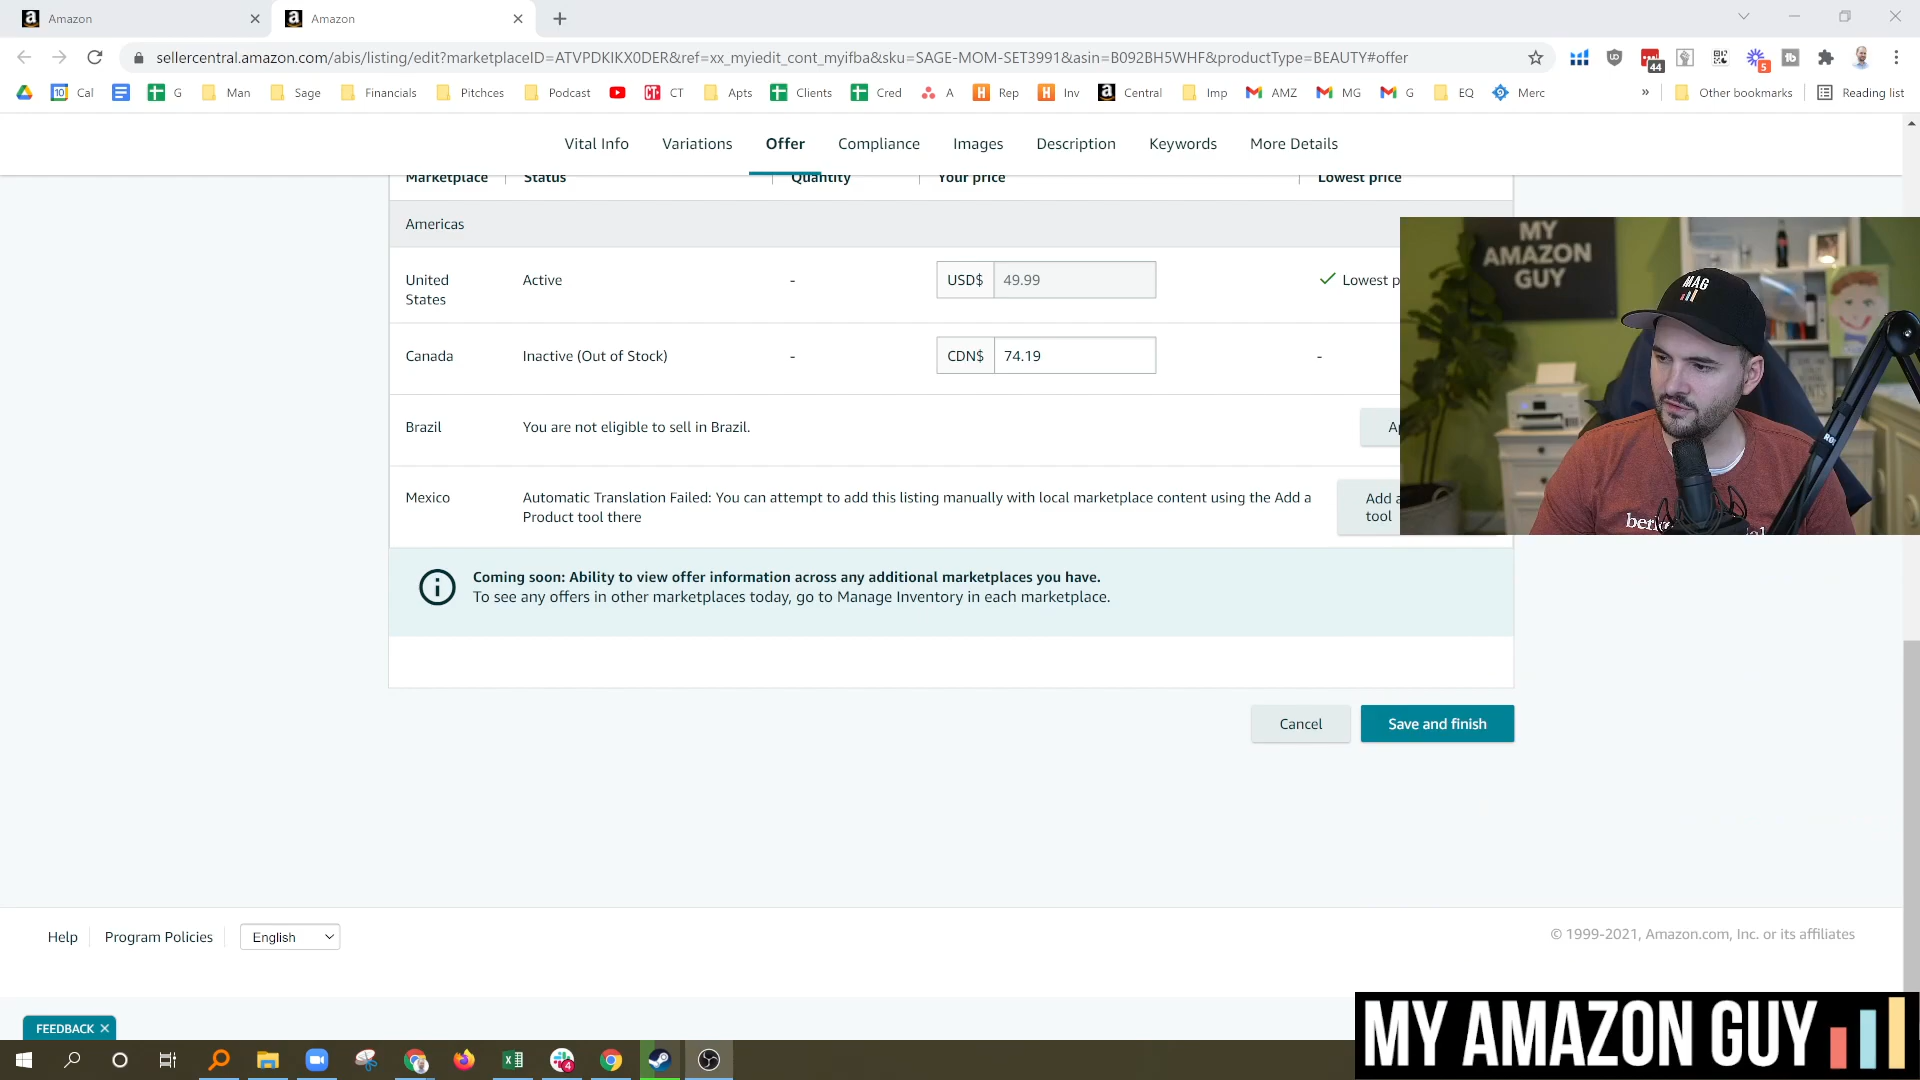 Amazon
Amazon
sellercentral.amazon.com/abis/listing/edit?marketplaceID=ATVPDKIKX0DER&ref=xx_myiedit_cont_myifba&sku=SAGE-MOM-SET3991&asin=B092BH5WHF&productType=BEAUTY#offer
44
5
Cal G Man Sage Financials Pitchces Podcast CT Apts Clients Cred A Rep Inv Central Imp AMZ MG G EQ Merc » Other bookmarks Reading list
Vital Info Variations Offer Compliance Images Description Keywords More Details
Marketplace Status Quantity Your price Lowest price
Americas
United States Active - USD$ 49.99 Lowest p
Canada Inactive (Out of Stock) - CDN$ 74.19 -
Brazil You are not eligible to sell in Brazil.
Mexico Automatic Translation Failed: You can attempt to add this listing manually with local marketplace content using the Add a
Product tool there
Add a
tool
MY
AMAZON
GUY
MAG
Coming soon: Ability to view offer information across any additional marketplaces you have.
To see any offers in other marketplaces today, go to Manage Inventory in each marketplace.
Cancel Save and finish
Help Program Policies English
© 1999-2021, Amazon.com, Inc. or its affiliates
FEEDBACK
MY AMAZON GUY
4